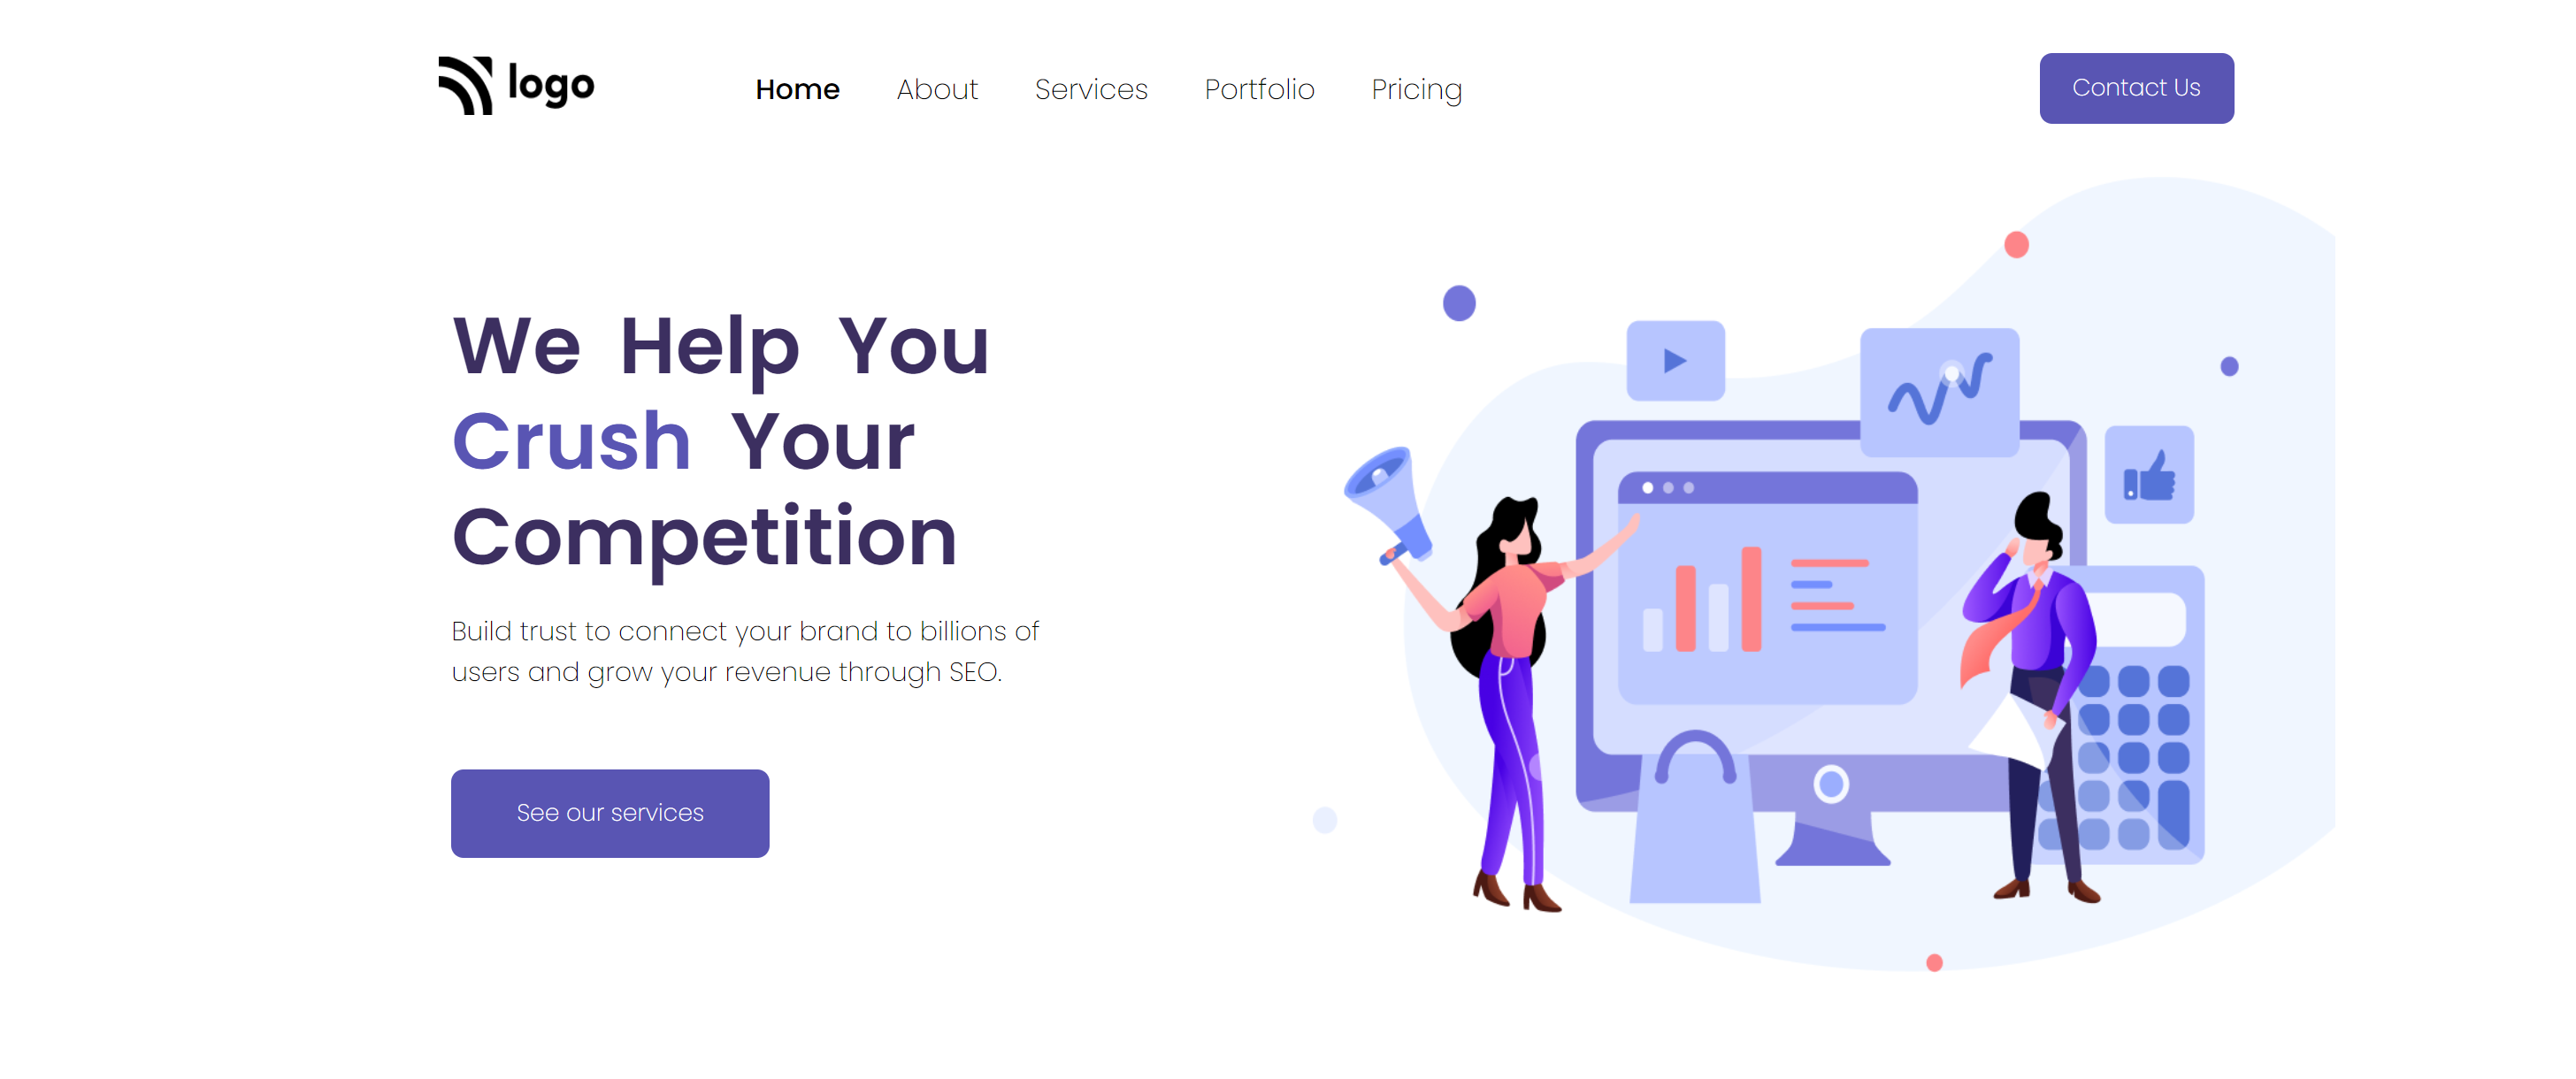 logo
Home About Services Portfolio Pricing
Contact Us
We Help You
Crush Your
Competition
Build trust to connect your brand to billions of
users and grow your revenue through SEO.
See our services